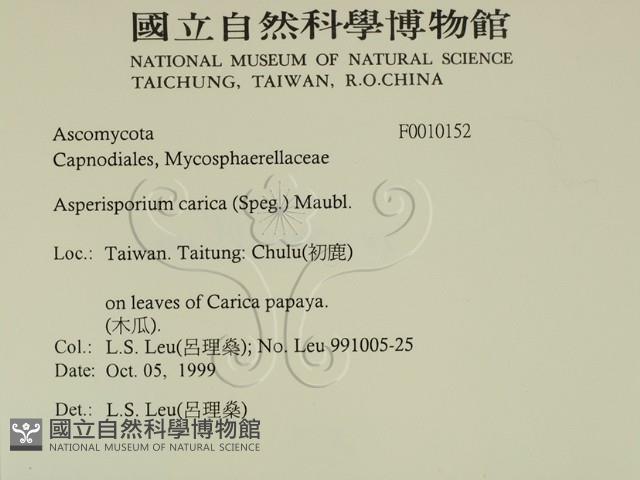 國立自然科學博物館
NATIONAL MUSEUM OF NATURAL SCIENCE
TAICHUNG, TAIWAN, R.O.CHINA
Ascomycota F0010152
Capnodiales, Mycosphaerellaceae
Asperisporium carica (Speg.) Maubl.
Loc.: Taiwan. Taitung: Chulu(初鹿)
on leaves of Carica papaya.
(木瓜).
Col.: L.S. Leu(呂理燊); No. Leu 991005-25
Date: Oct. 05, 1999
Det.: L.S. Leu(呂理燊)
國立自然科學博物館
NATIONAL MUSEUM OF NATURAL SCIENCE